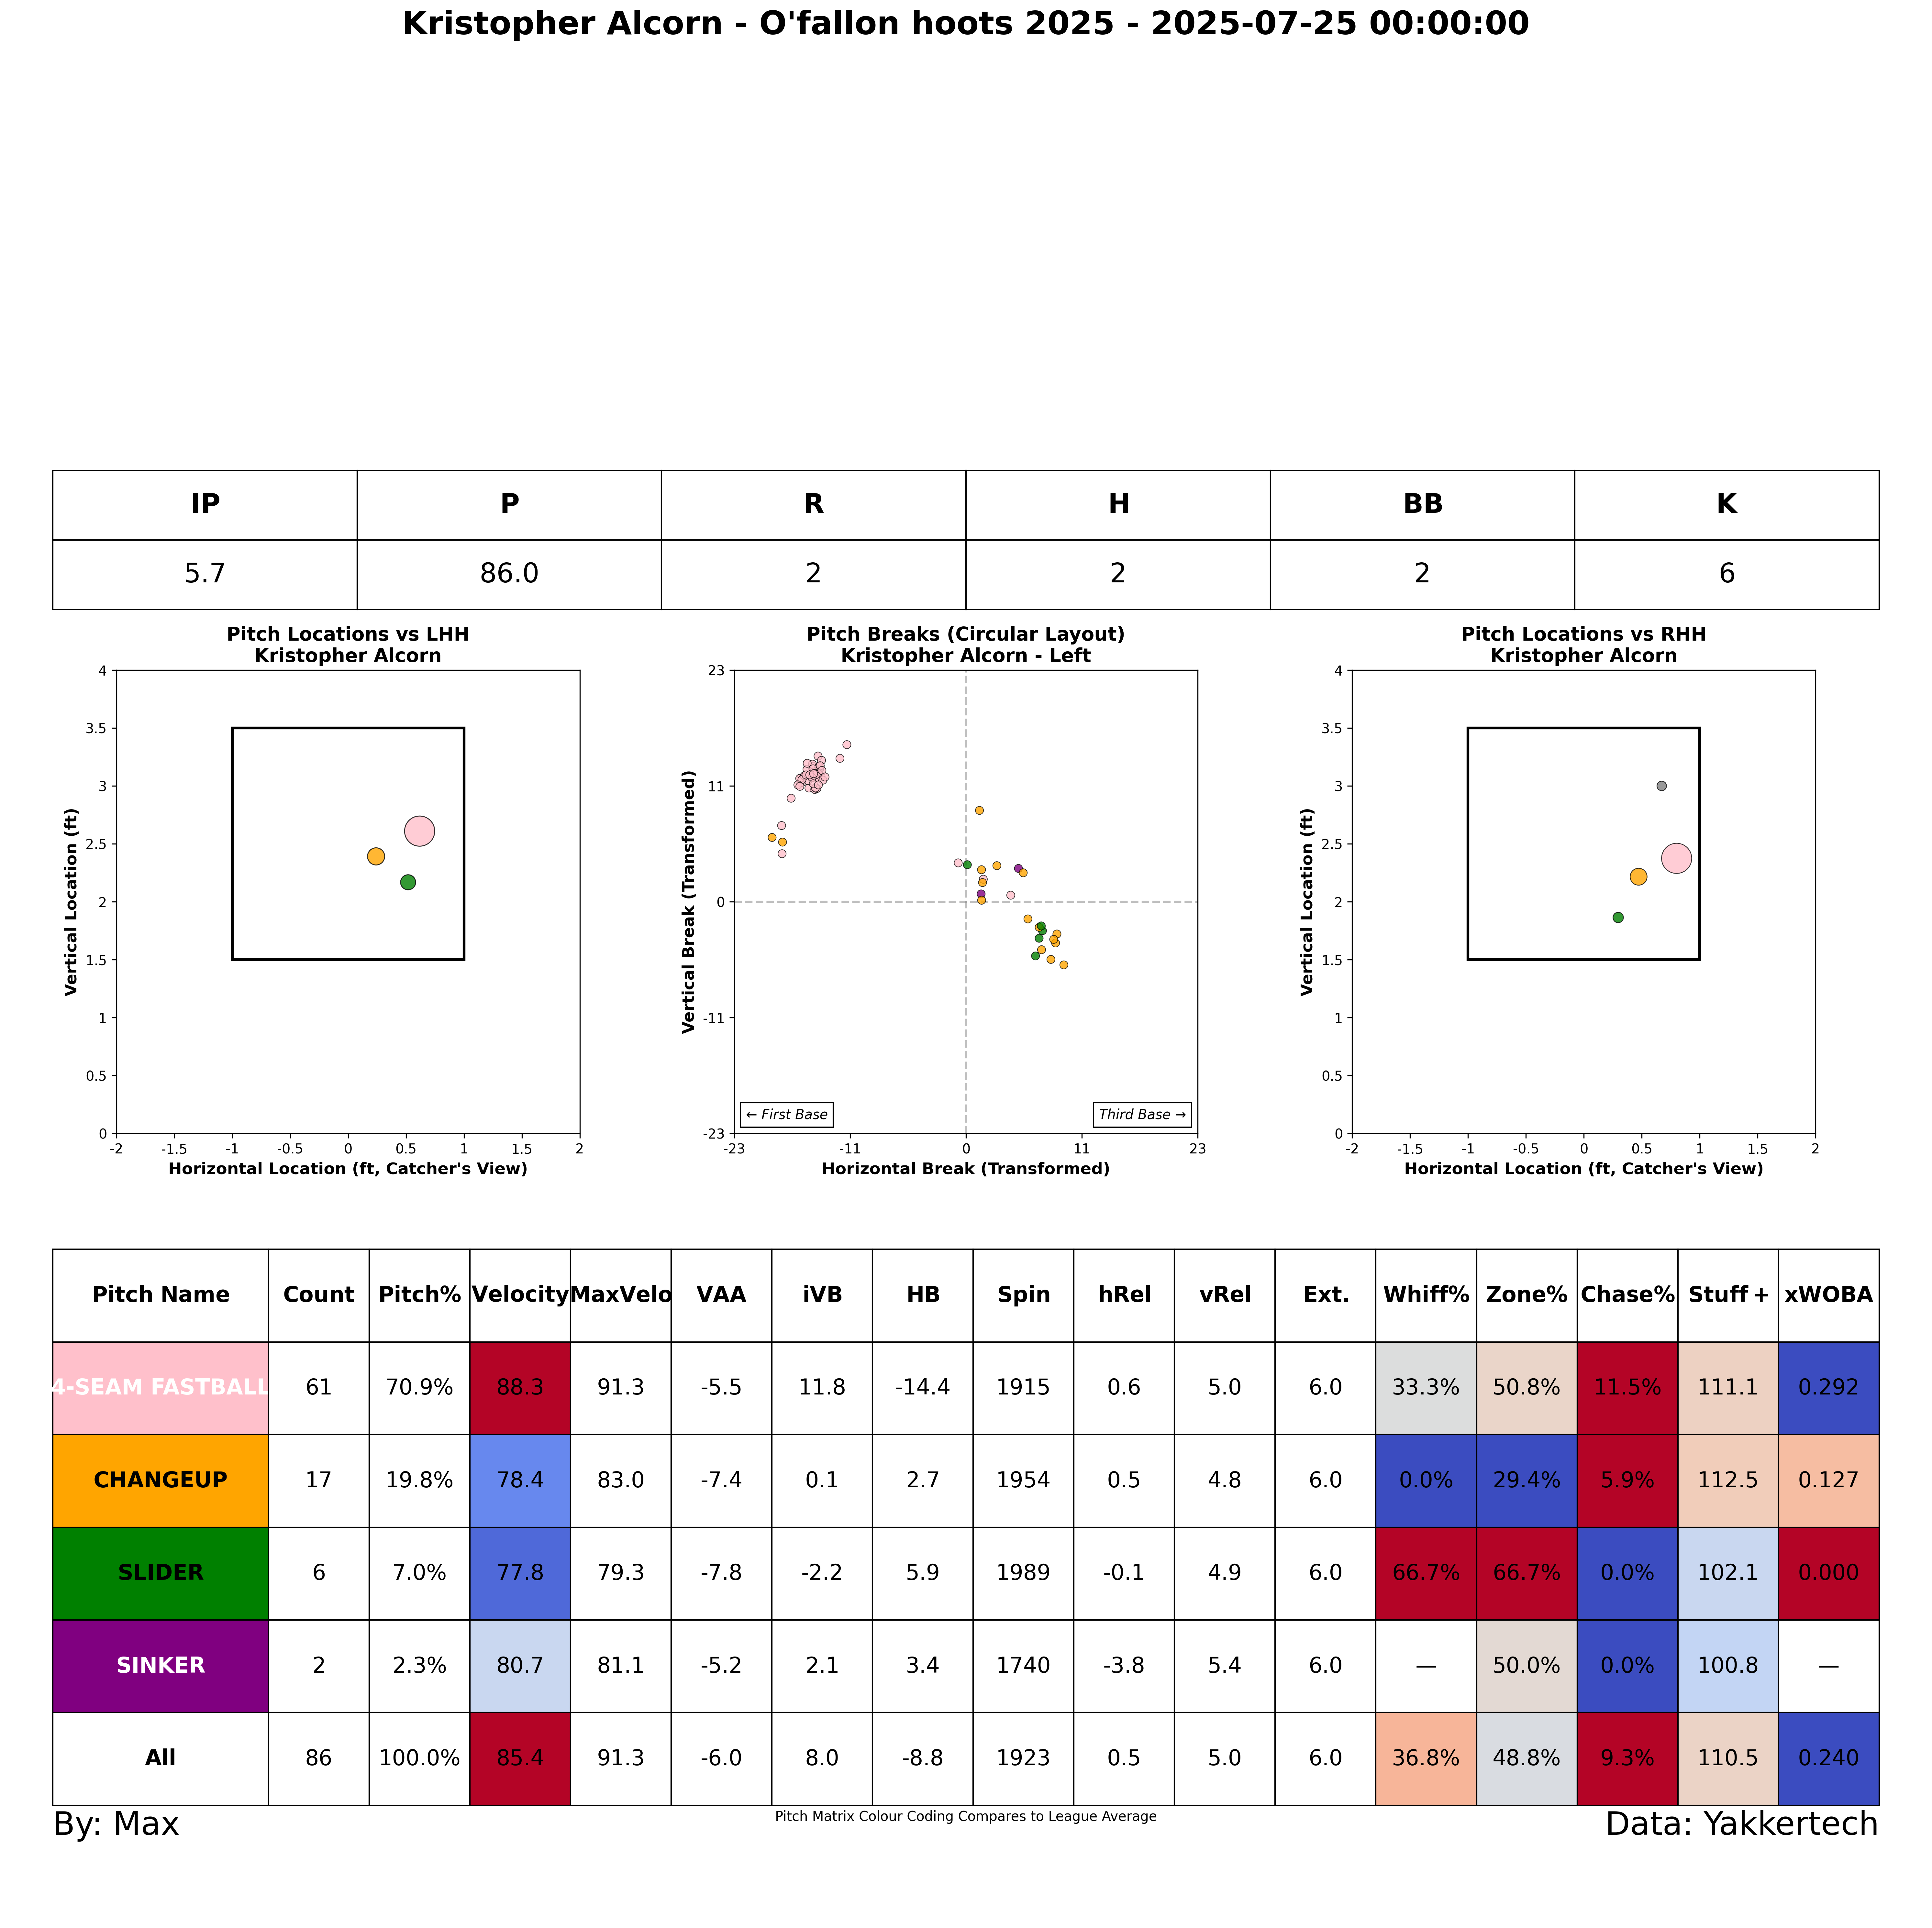 Kristopher Alcorn - O'fallon hoots 2025 - 2025-07-25 00:00:00
IP P R H BB K
5.7 86.0 2 2 2 6
Pitch Locations vs LHH
Kristopher Alcorn
4
3.5
3
2.5
2
1.5
1
0.5
0
-2 -1.5 -1 -0.5 0 0.5 1 1.5 2
Vertical Location (ft)
Horizontal Location (ft, Catcher's View)
Pitch Breaks (Circular Layout)
Kristopher Alcorn - Left
23
11
0
-11
-23
-23 -11 0 11 23
Vertical Break (Transformed)
← First Base
Third Base →
Horizontal Break (Transformed)
Pitch Locations vs RHH
Kristopher Alcorn
4
3.5
3
2.5
2
1.5
1
0.5
0
-2 -1.5 -1 -0.5 0 0.5 1 1.5 2
Vertical Location (ft)
Horizontal Location (ft, Catcher's View)
Pitch Name Count Pitch% Velocity MaxVelo VAA iVB HB Spin hRel vRel Ext. Whiff% Zone% Chase% Stuff+ xWOBA
4-SEAM FASTBALL 61 70.9% 88.3 91.3 -5.5 11.8 -14.4 1915 0.6 5.0 6.0 33.3% 50.8% 11.5% 111.1 0.292
CHANGEUP 17 19.8% 78.4 83.0 -7.4 0.1 2.7 1954 0.5 4.8 6.0 0.0% 29.4% 5.9% 112.5 0.127
SLIDER 6 7.0% 77.8 79.3 -7.8 -2.2 5.9 1989 -0.1 4.9 6.0 66.7% 66.7% 0.0% 102.1 0.000
SINKER 2 2.3% 80.7 81.1 -5.2 2.1 3.4 1740 -3.8 5.4 6.0 — 50.0% 0.0% 100.8 —
All 86 100.0% 85.4 91.3 -6.0 8.0 -8.8 1923 0.5 5.0 6.0 36.8% 48.8% 9.3% 110.5 0.240
By: Max
Pitch Matrix Colour Coding Compares to League Average
Data: Yakkertech